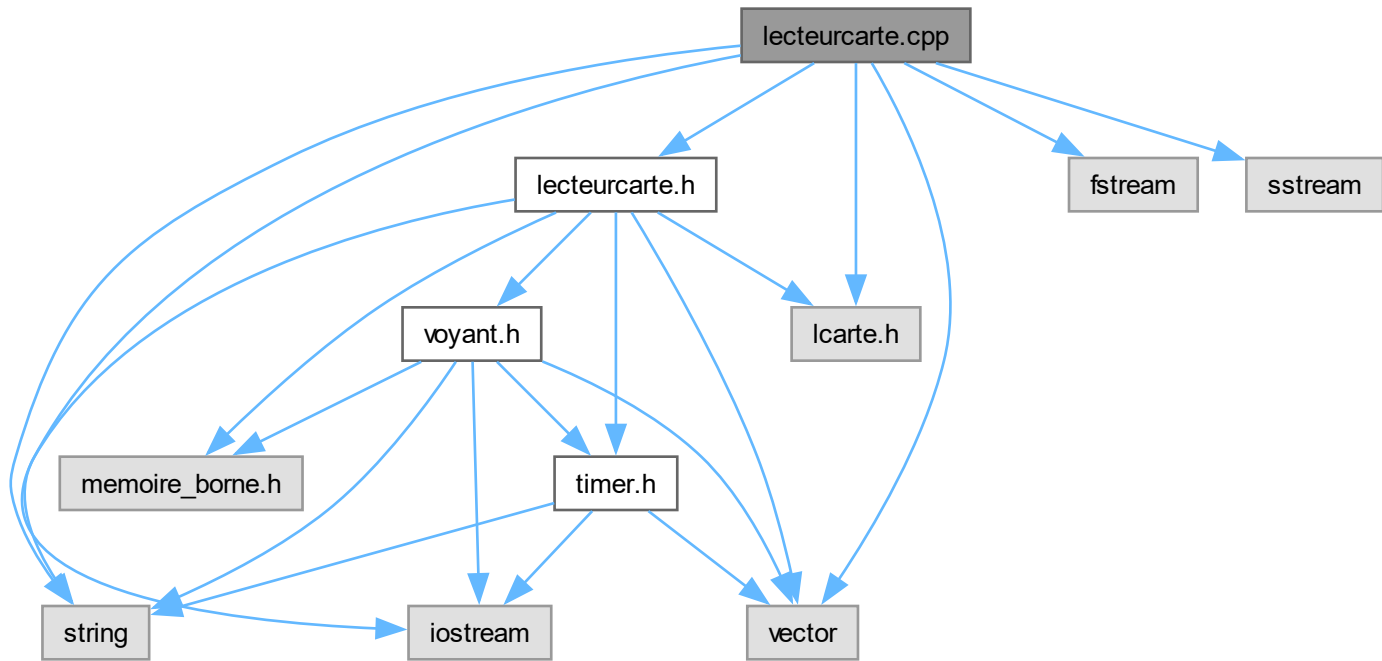 lecteurcarte.cpp
lecteurcarte.h
fstream
sstream
voyant.h
lcarte.h
memoire_borne.h
timer.h
string
iostream
vector